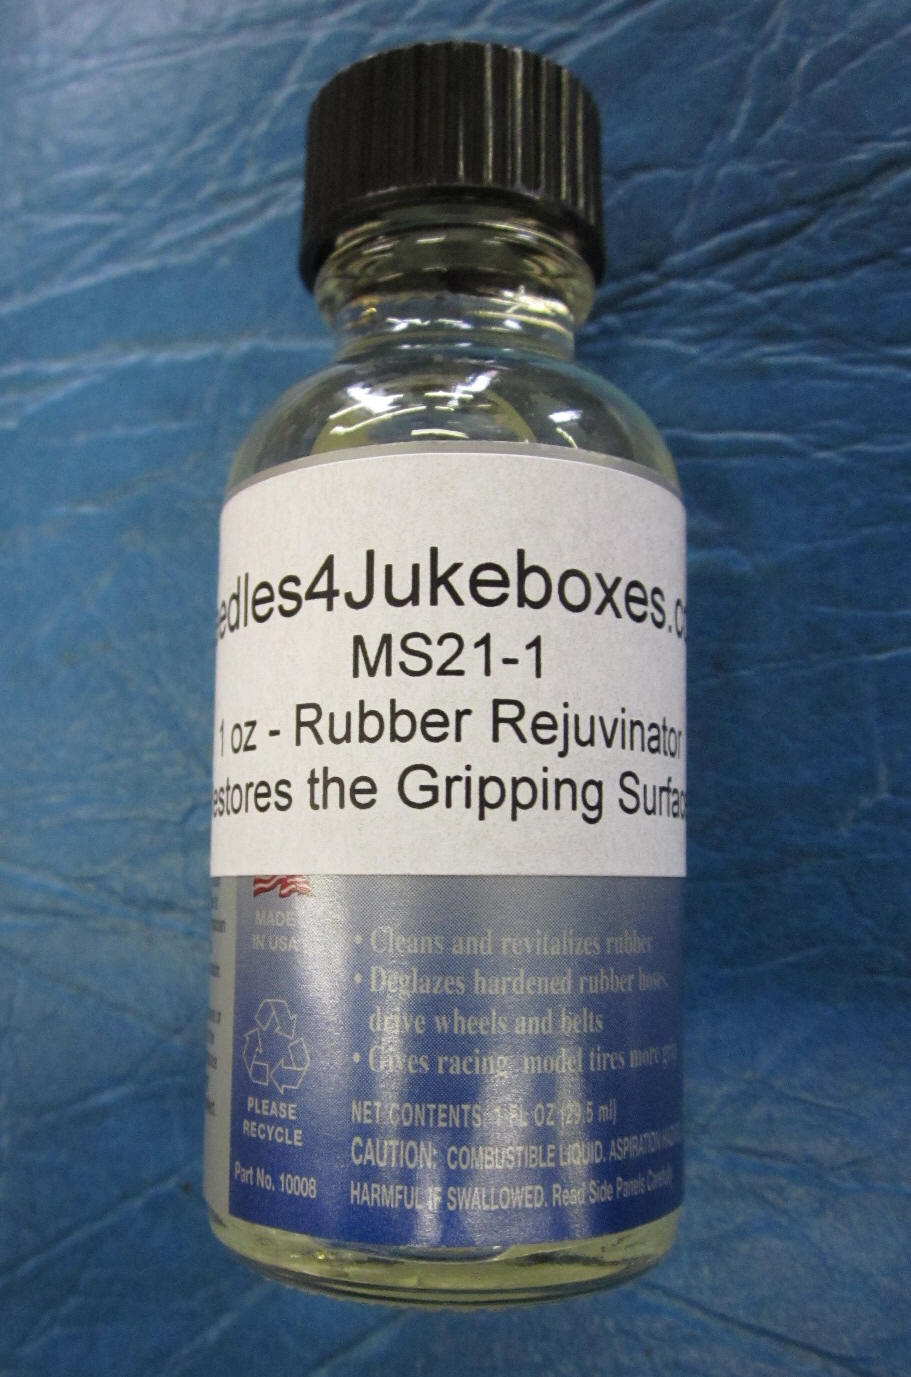 edles4Jukeboxes.c
MS21-1
1 oz - Rubber Rejuvinator
estores the Gripping Surfac
MADE
IN USA
• Cleans and revitalizes rubber
• Deglazes hardened rubber hoses,
drive wheels and belts
• Gives racing model tires more grip
PLEASE
RECYCLE
Part No. 10008
NET CONTENTS: 1 FL OZ (29.5 ml)
CAUTION: COMBUSTIBLE LIQUID. ASPIRATION
HARMFUL IF SWALLOWED. Read Side Panels Carefully